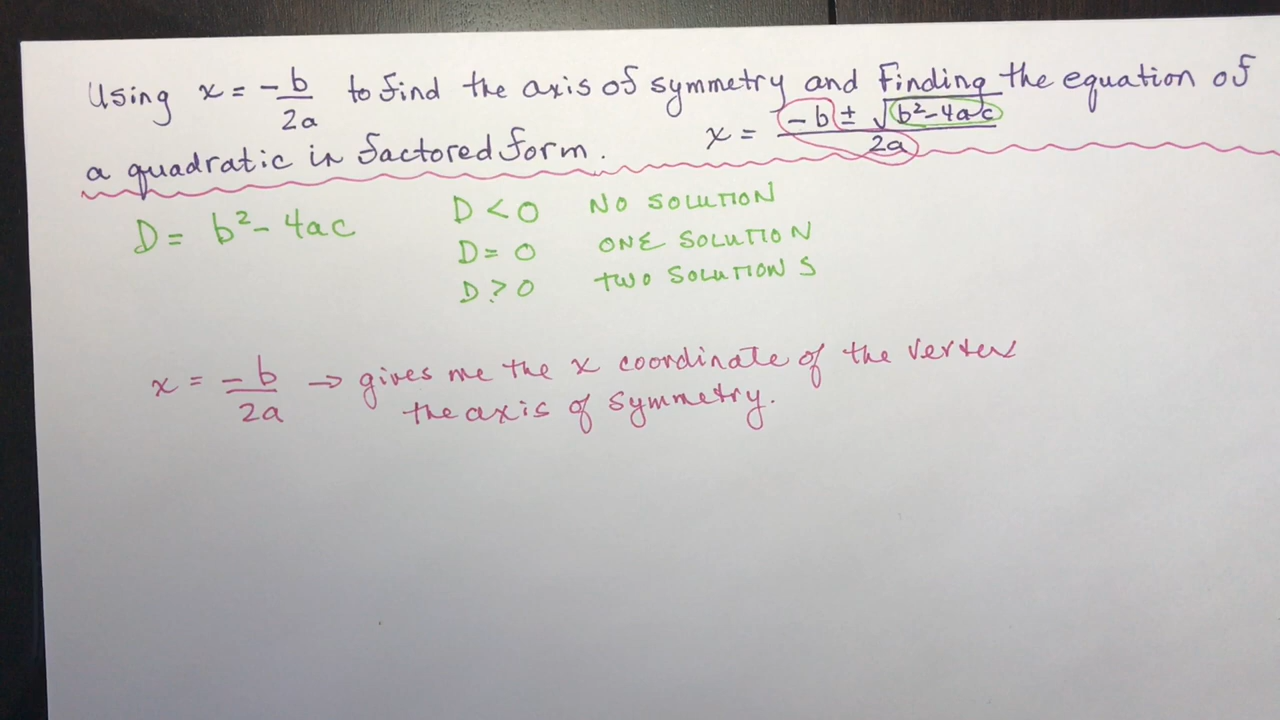 Using x = -b/2a to find the axis of symmetry and Finding the equation of
a quadratic in factored form. x = -b ± √b²-4ac / 2a
D = b²-4ac D < 0 NO SOLUTION
D = 0 ONE SOLUTION
D > 0 TWO SOLUTIONS
x = -b/2a → gives me the x coordinate of the vertex
the axis of symmetry.